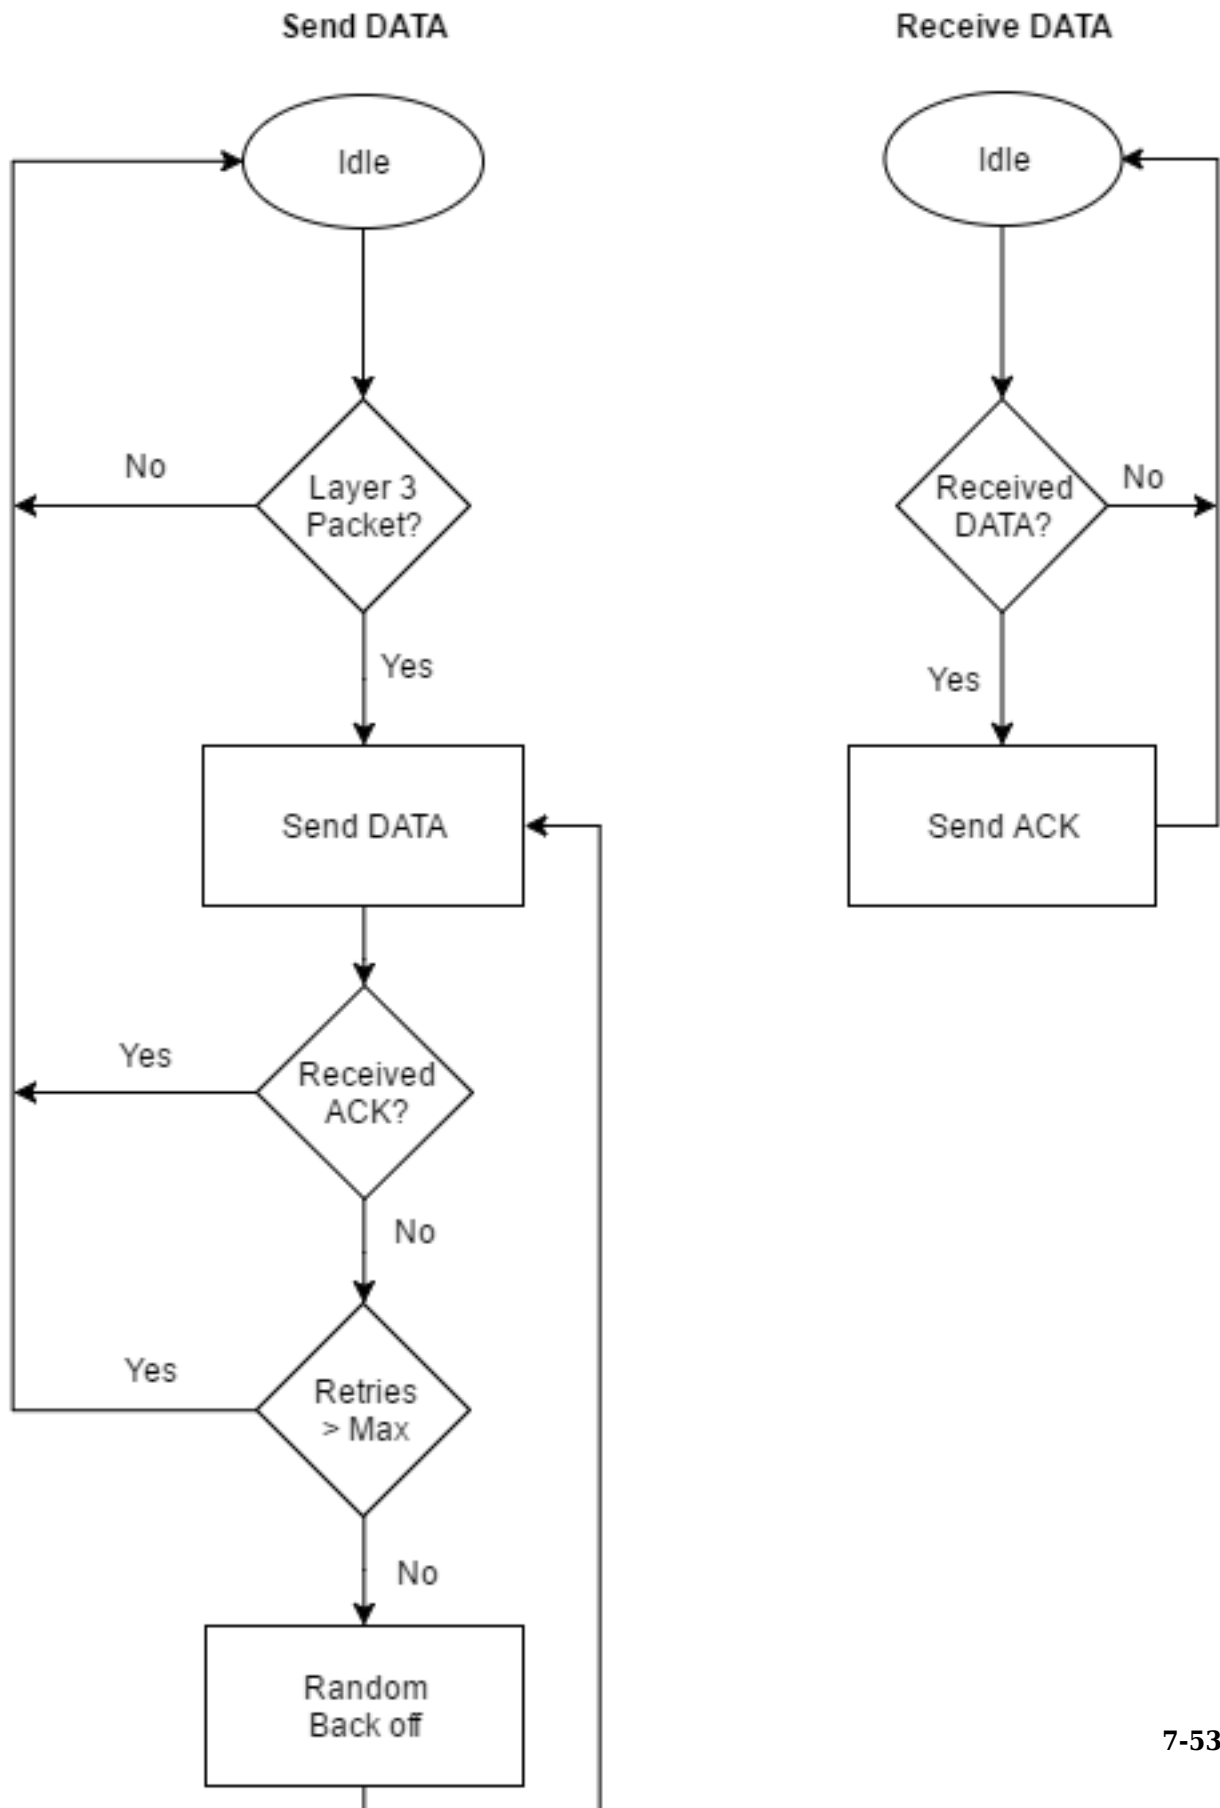 Send DATA
Idle
No
Layer 3
Packet?
Yes
Send DATA
Yes
Received
ACK?
No
Yes
Retries
> Max
No
Random
Back off
Receive DATA
Idle
Received
DATA?
No
Yes
Send ACK
7-53